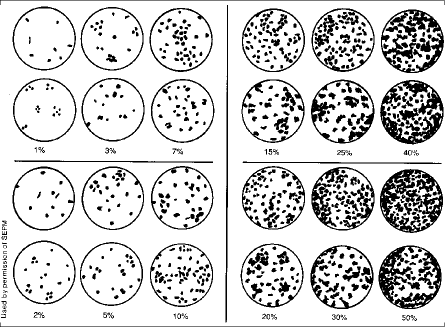 1% 3% 7% 15% 25% 40%
2% 5% 10% 20% 30% 50%
Used by permission of SEPM